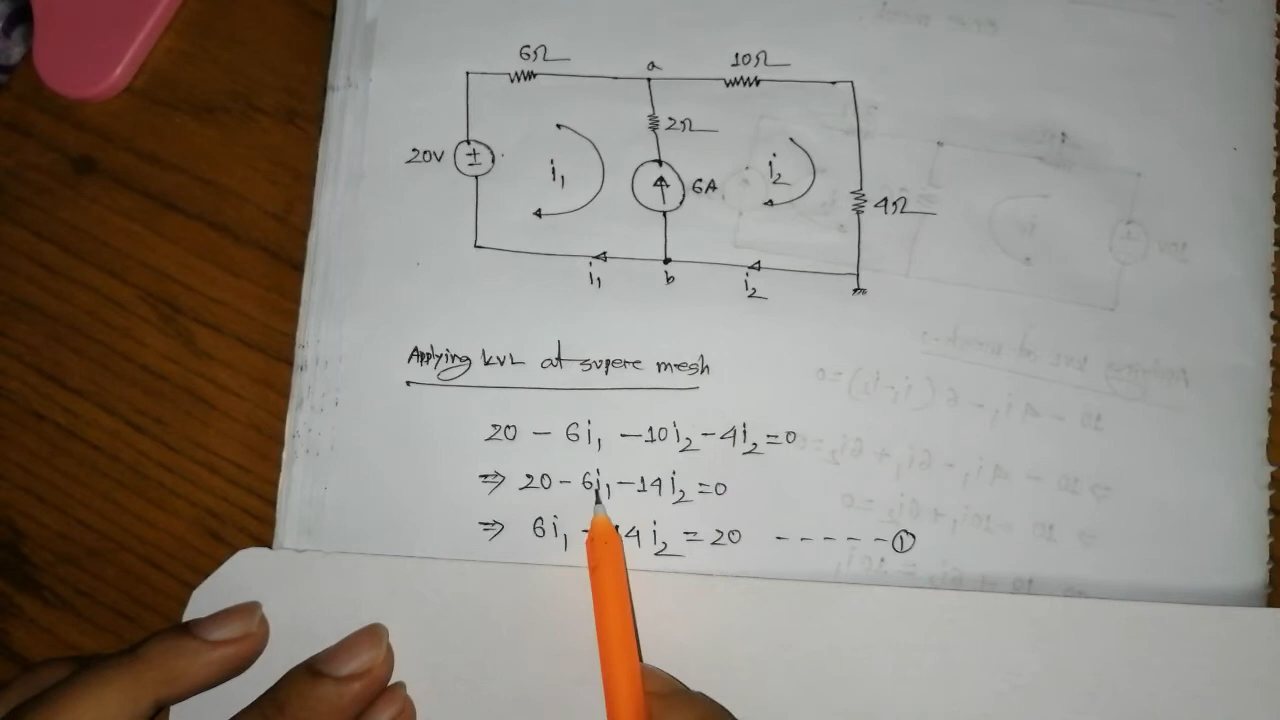 6Ω a 10Ω
2Ω
20V ± i₁ 6A i₂ 4Ω
i₁ b i₂
Applying KVL at supere mesh
20 - 6i₁ - 10i₂ - 4i₂ = 0
⇒ 20 - 6i₁ - 14i₂ = 0
⇒ 6i₁ - 14i₂ = 20 ------ ①